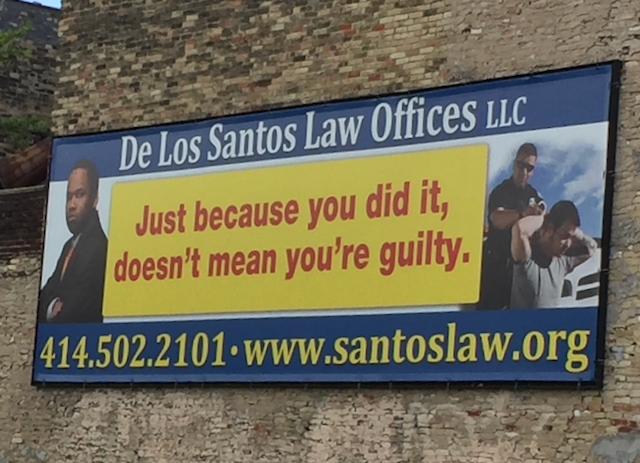 De Los Santos Law Offices LLC
Just because you did it,
doesn't mean you're guilty.
414.502.2101·www.santoslaw.org